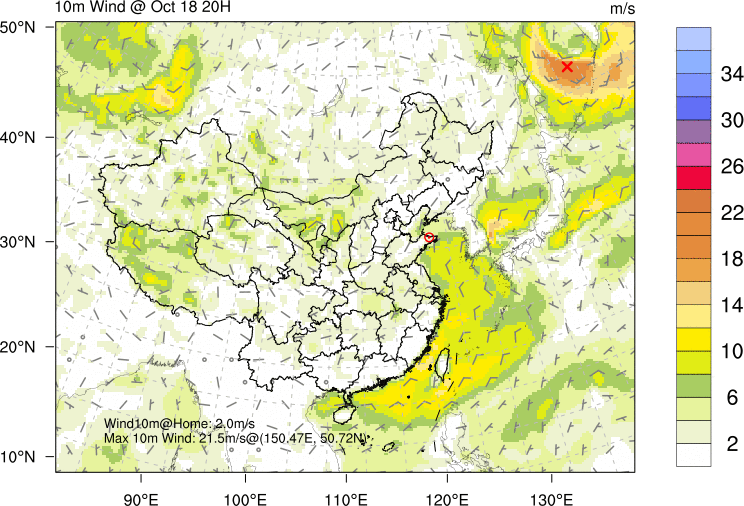 10m Wind @ Oct 18 20H
m/s
50°N
40°N
30°N
20°N
10°N
90°E
100°E
110°E
120°E
130°E
Wind10m@Home: 2.0m/s
Max 10m Wind: 21.5m/s@(150.47E, 50.72N)
34
30
26
22
18
14
10
6
2